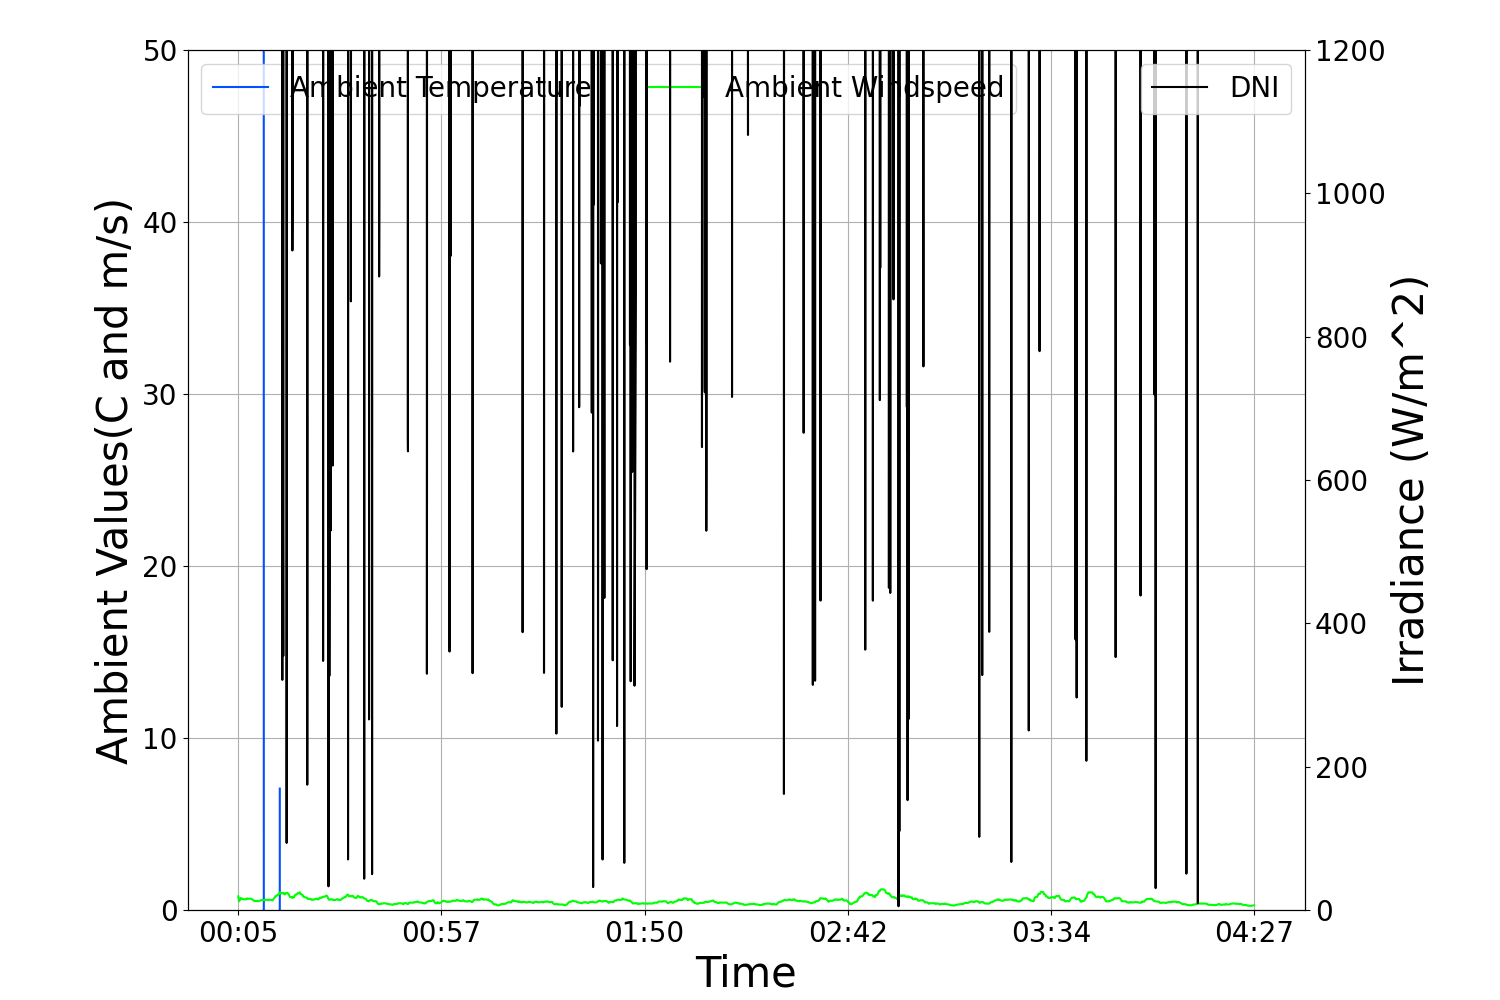 Ambient Temperature
Ambient Windspeed
DNI
Ambient Values(C and m/s)
50
40
30
20
10
0
1200
1000
800
600
400
200
0
Irradiance (W/m^2)
00:05 00:57 01:50 02:42 03:34 04:27
Time